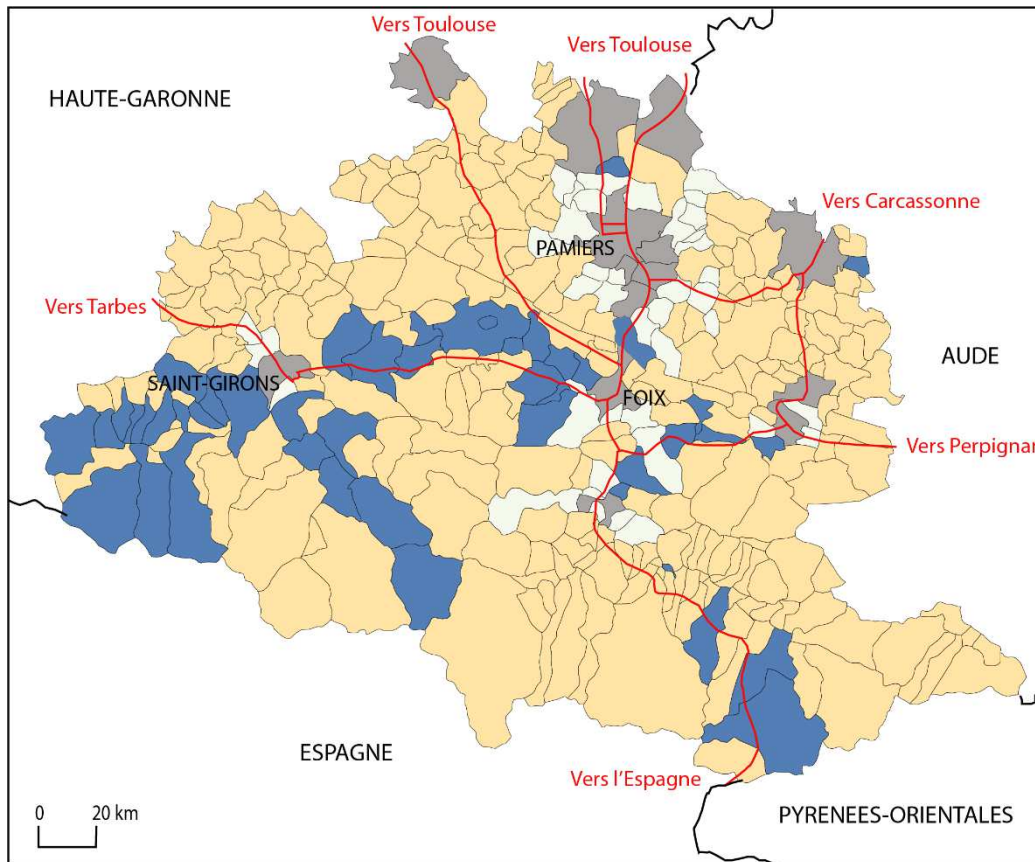 Vers Toulouse
Vers Toulouse
HAUTE-GARONNE
Vers Carcassonne
PAMIERS
Vers Tarbes
AUDE
SAINT-GIRONS
FOIX
Vers Perpignan
ESPAGNE
Vers l'Espagne
0 20 km
PYRENEES-ORIENTALES